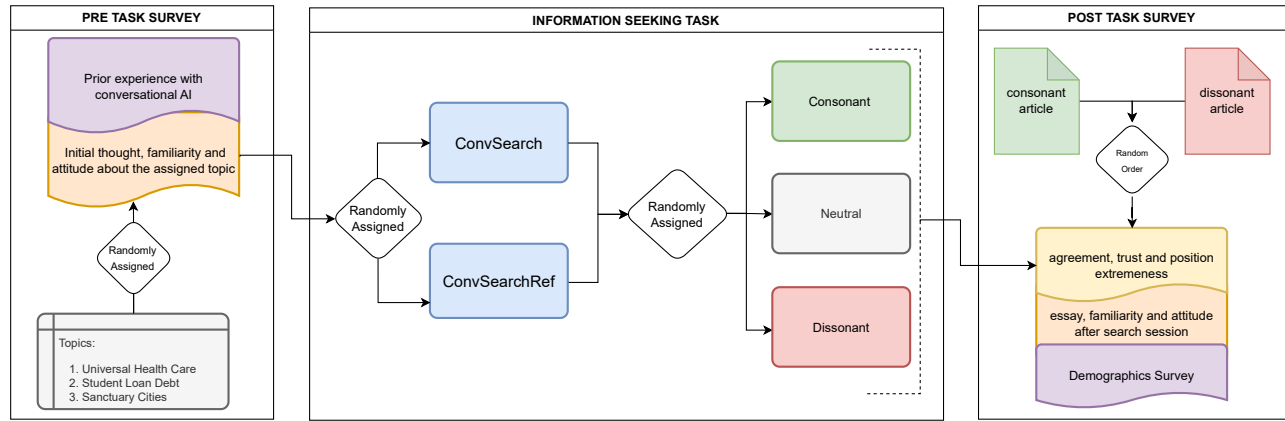 PRE TASK SURVEY
Prior experience with
conversational AI
Initial thought, familiarity and
attitude about the assigned topic
Randomly
Assigned
Topics:
1. Universal Health Care
2. Student Loan Debt
3. Sanctuary Cities
INFORMATION SEEKING TASK
Randomly
Assigned
ConvSearch
ConvSearchRef
Randomly
Assigned
Consonant
Neutral
Dissonant
POST TASK SURVEY
consonant
article
dissonant
article
Random
Order
agreement, trust and position
extremeness
essay, familiarity and attitude
after search session
Demographics Survey